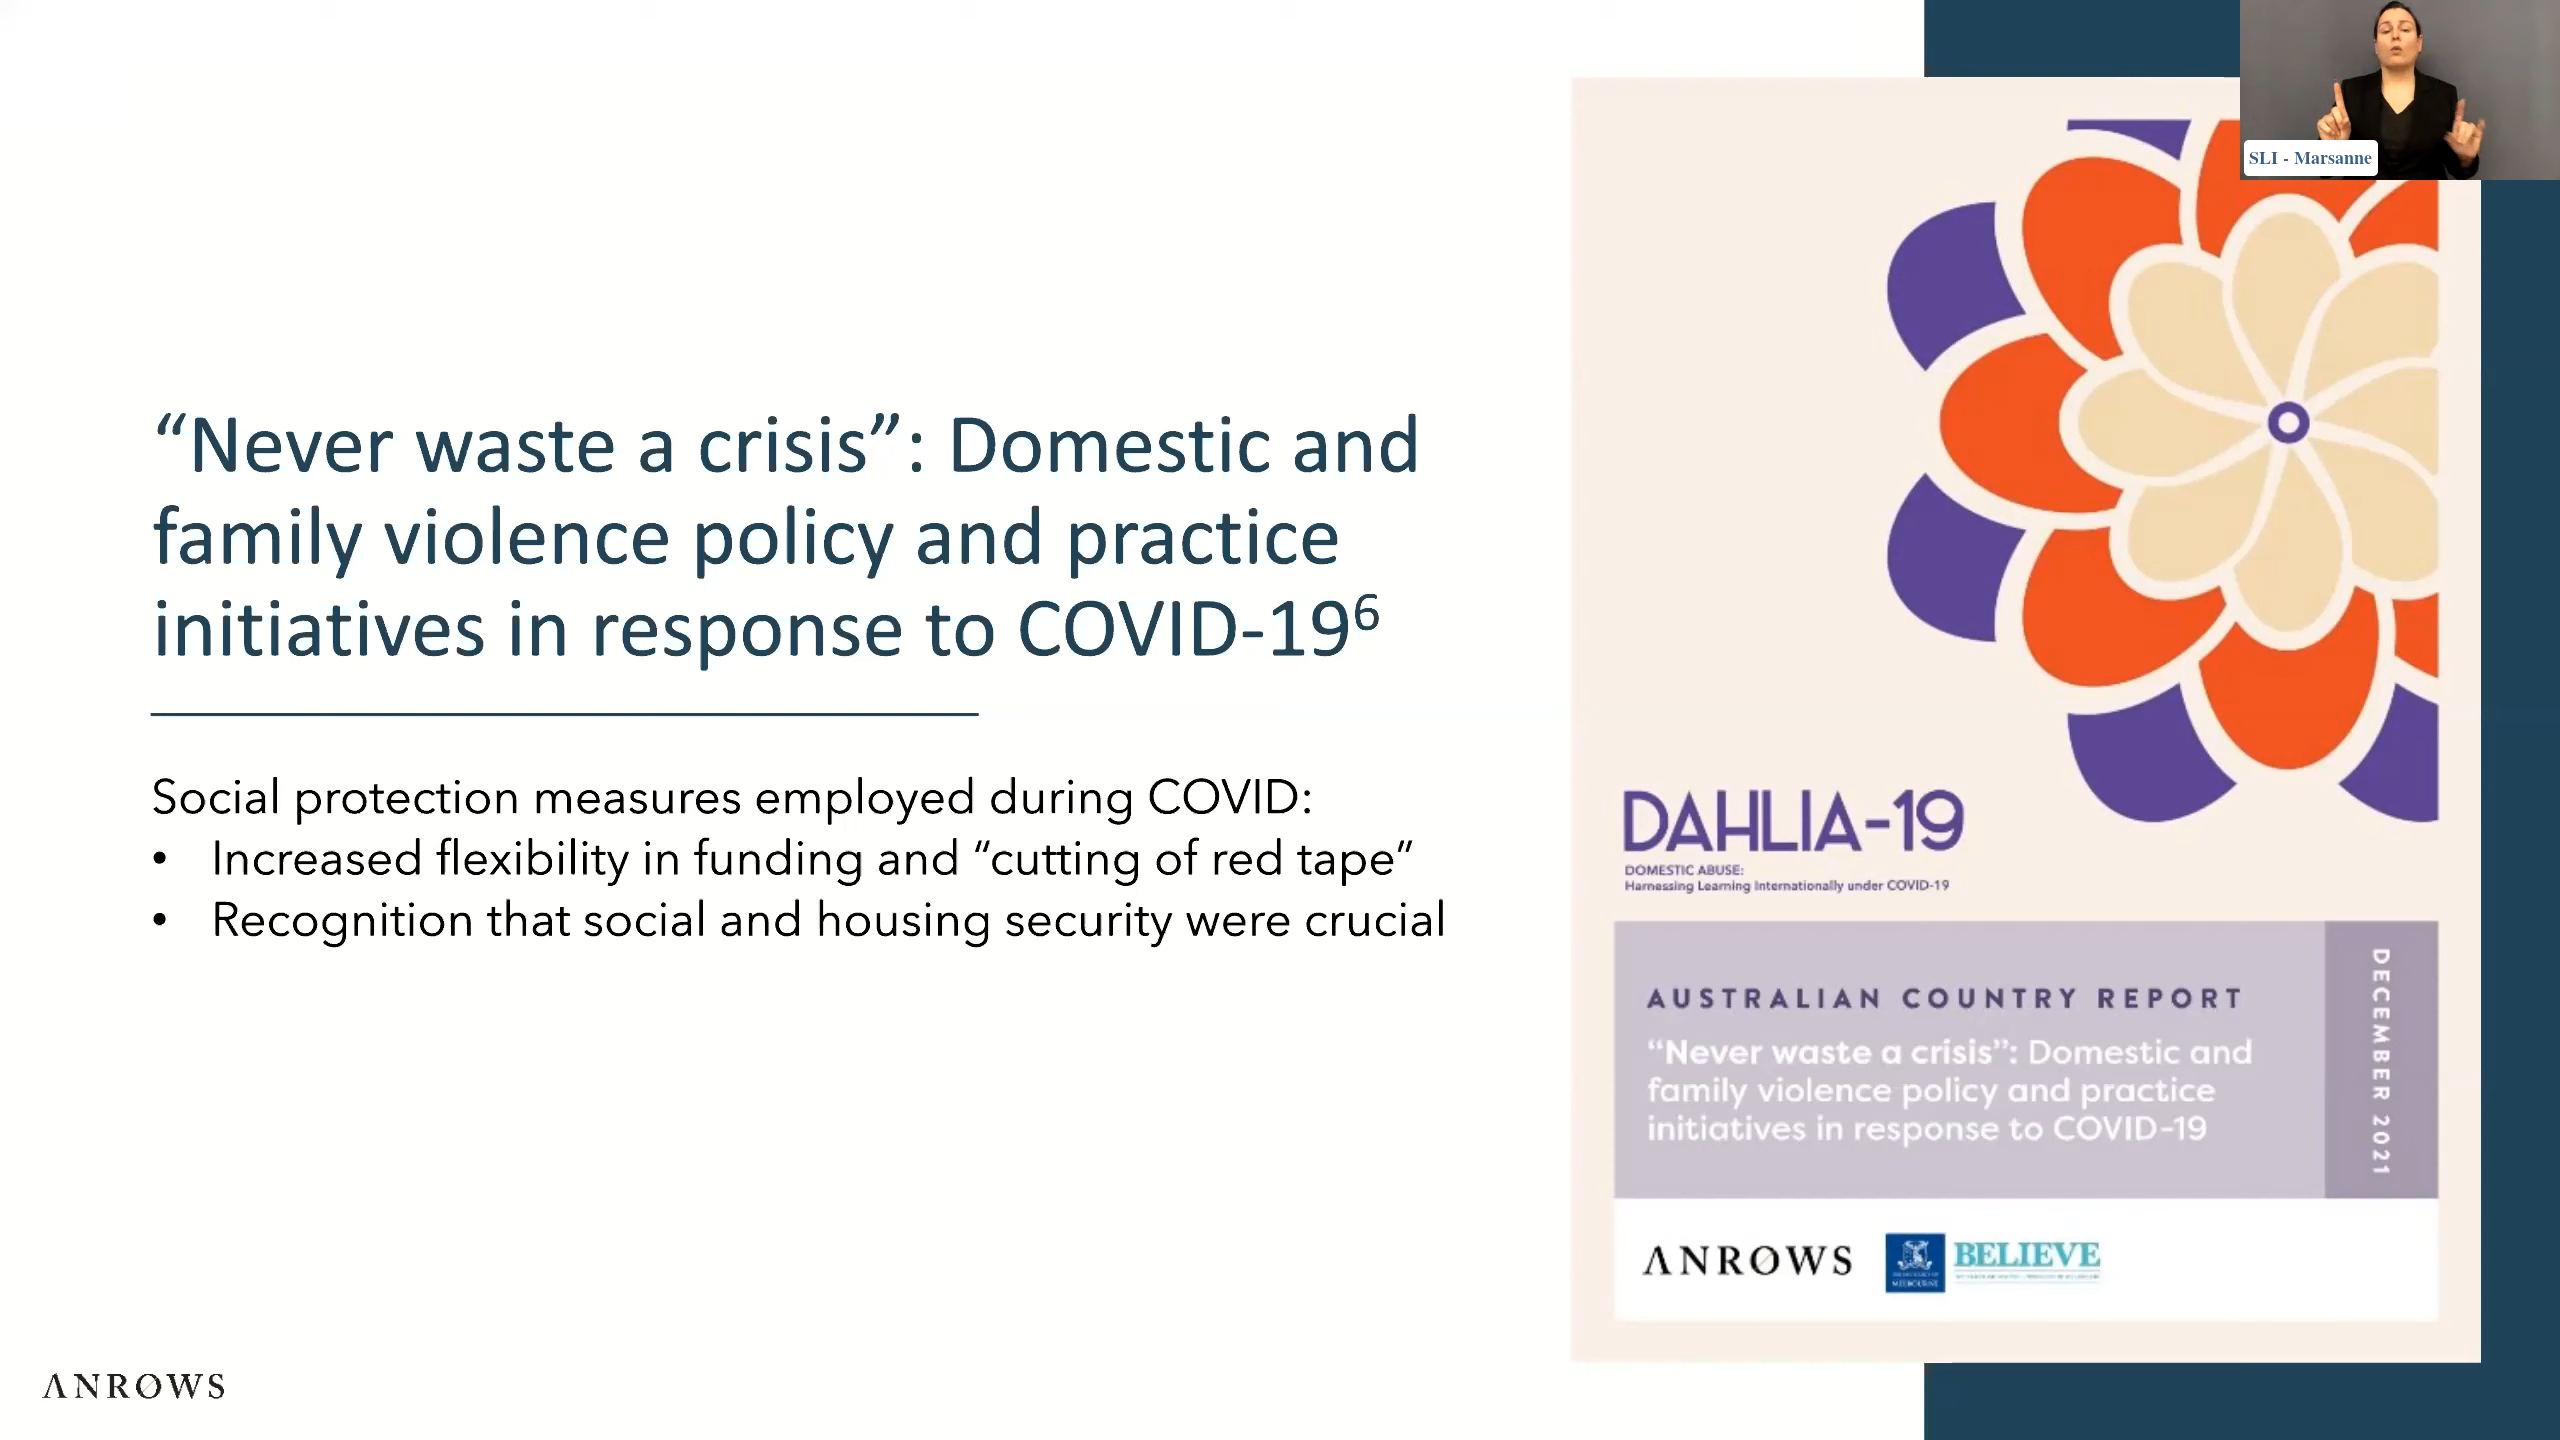 “Never waste a crisis”: Domestic and
family violence policy and practice
initiatives in response to COVID-19⁶
Social protection measures employed during COVID:
• Increased flexibility in funding and “cutting of red tape”
• Recognition that social and housing security were crucial
ANROWS
SLI - Marsanne
DAHLIA-19
DOMESTIC ABUSE:
Harnessing Learning Internationally under COVID-19
AUSTRALIAN COUNTRY REPORT
“Never waste a crisis”: Domestic and
family violence policy and practice
initiatives in response to COVID-19
DECEMBER 2021
ANROWS
MELBOURNE
BELIEVE